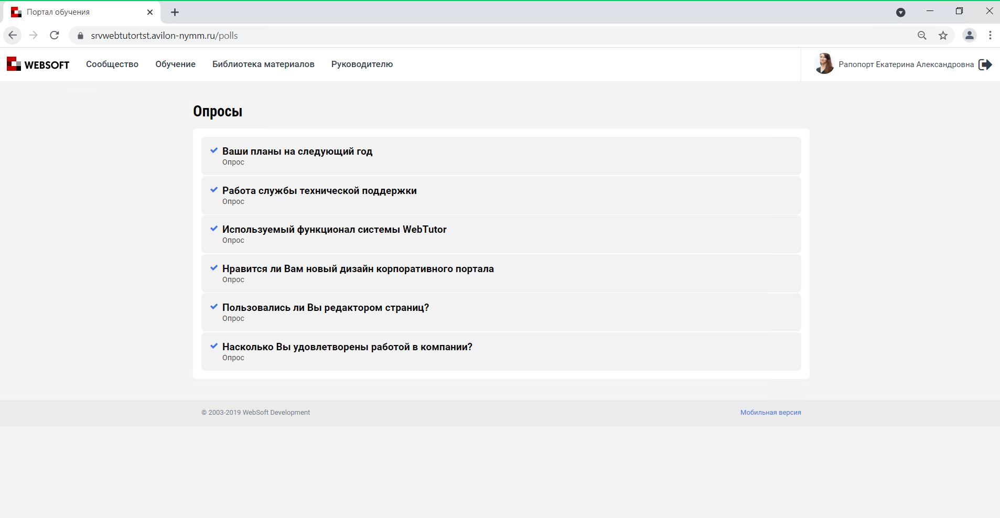 Портал обучения
srvwebtutortst.avilon-nymm.ru/polls
WEBSOFT Сообщество Обучение Библиотека материалов Руководителю Рапопорт Екатерина Александровна
Опросы
Ваши планы на следующий год
Опрос
Работа службы технической поддержки
Опрос
Используемый функционал системы WebTutor
Опрос
Нравится ли Вам новый дизайн корпоративного портала
Опрос
Пользовались ли Вы редактором страниц?
Опрос
Насколько Вы удовлетворены работой в компании?
Опрос
© 2003-2019 WebSoft Development Мобильная версия